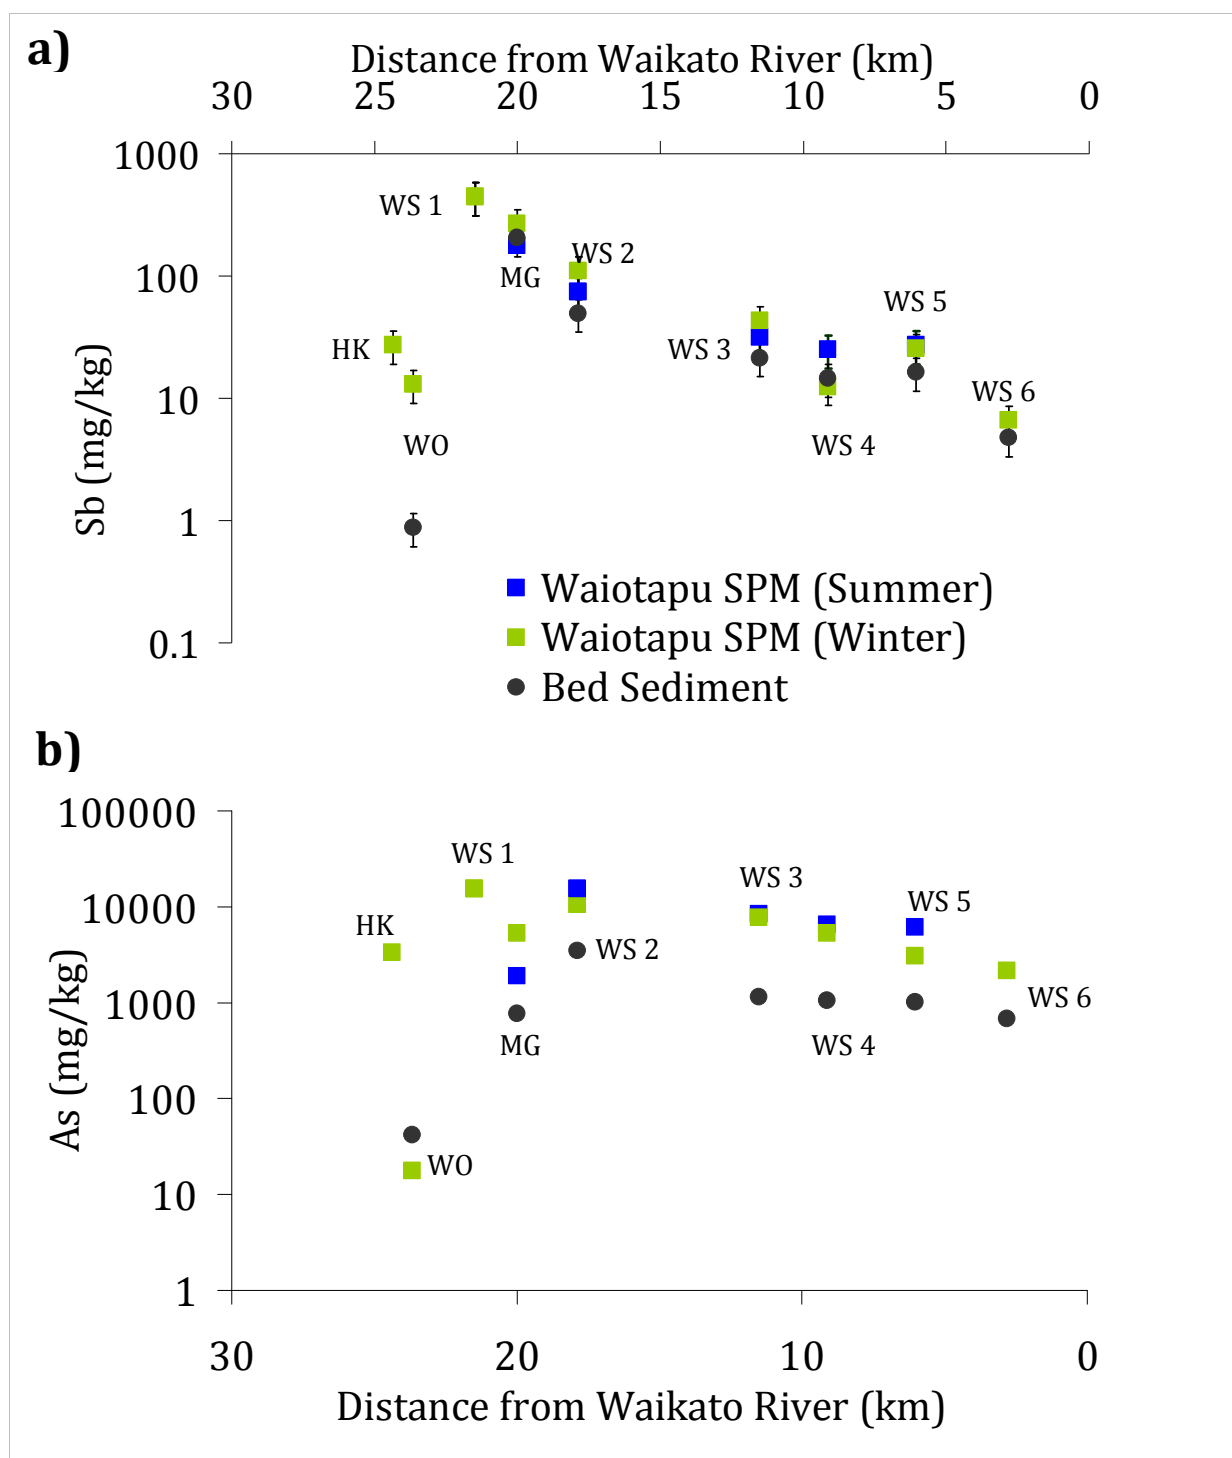 a)
Distance from Waikato River (km)
30 25 20 15 10 5 0
1000
100
10
1
0.1
Sb (mg/kg)
WS 1
MG
WS 2
HK
WO
WS 3
WS 4
WS 5
WS 6
Waiotapu SPM (Summer)
Waiotapu SPM (Winter)
Bed Sediment
b)
100000
10000
1000
100
10
1
As (mg/kg)
WS 1
HK
WS 2
MG
WO
WS 3
WS 4
WS 5
WS 6
30 20 10 0
Distance from Waikato River (km)